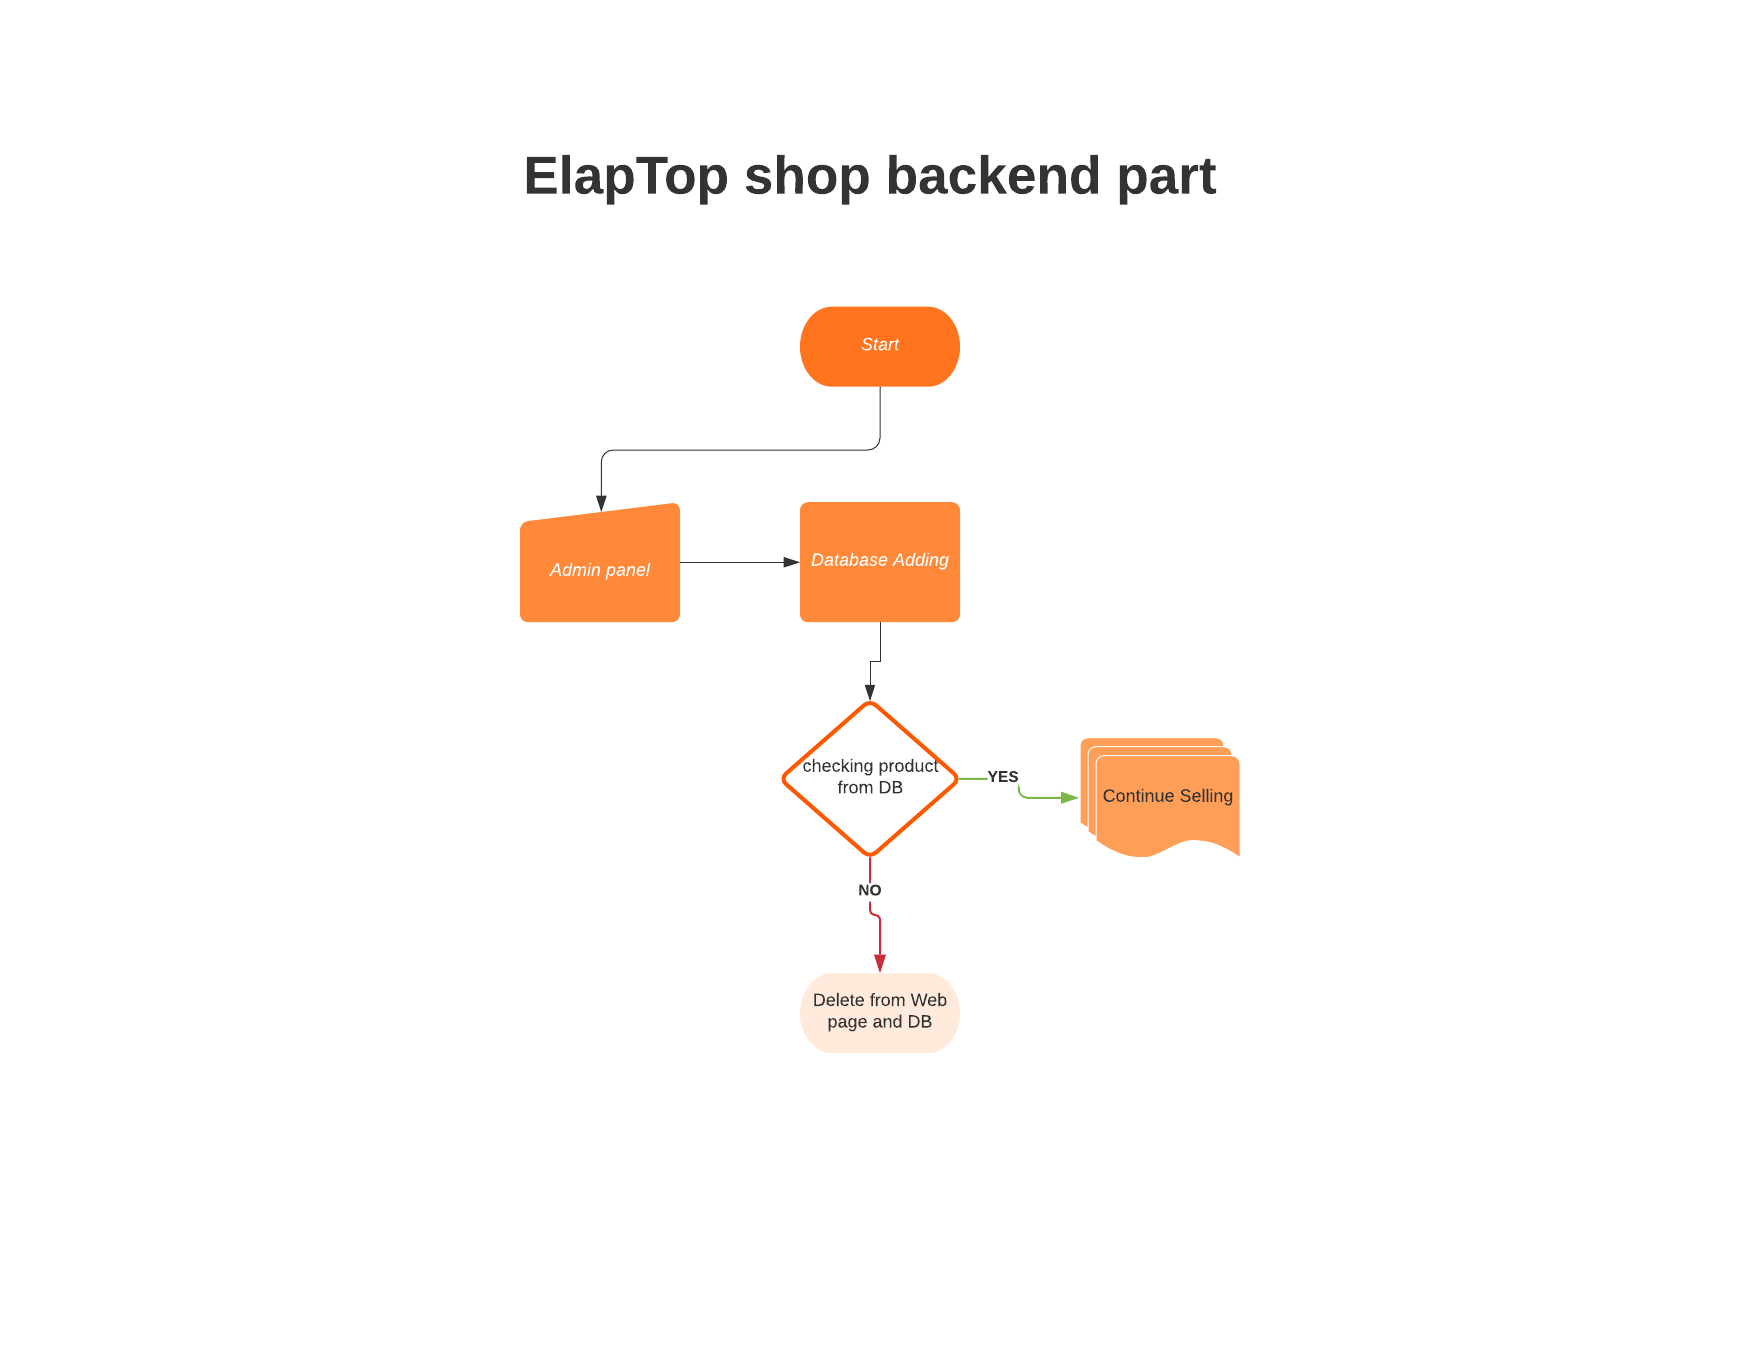 ElapTop shop backend part
Start
Admin panel
Database Adding
checking product
from DB
YES
Continue Selling
NO
Delete from Web
page and DB